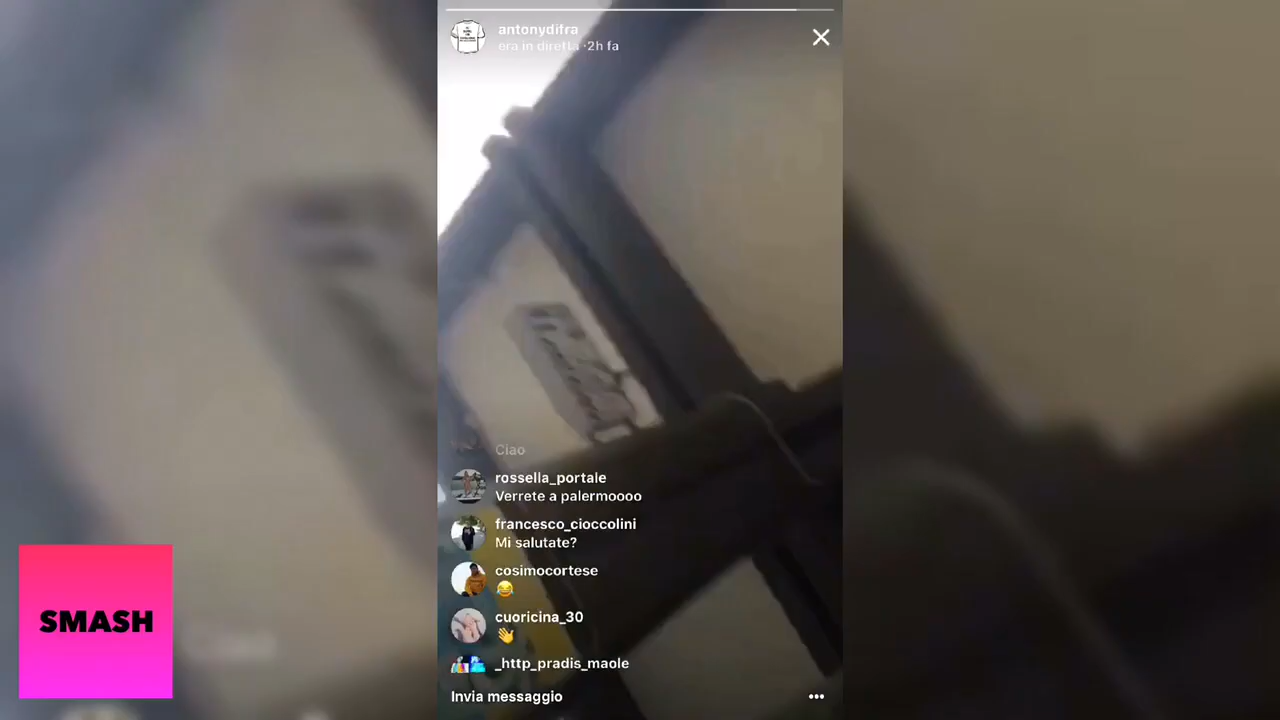 antonydifra
era in diretta · 2h fa
Ciao
rossella_portale
Verrete a palermoooo
francesco_cioccolini
Mi salutate?
cosimocortese
😂
cuoricina_30
👋
_http_pradis_maole
Invia messaggio
SMASH